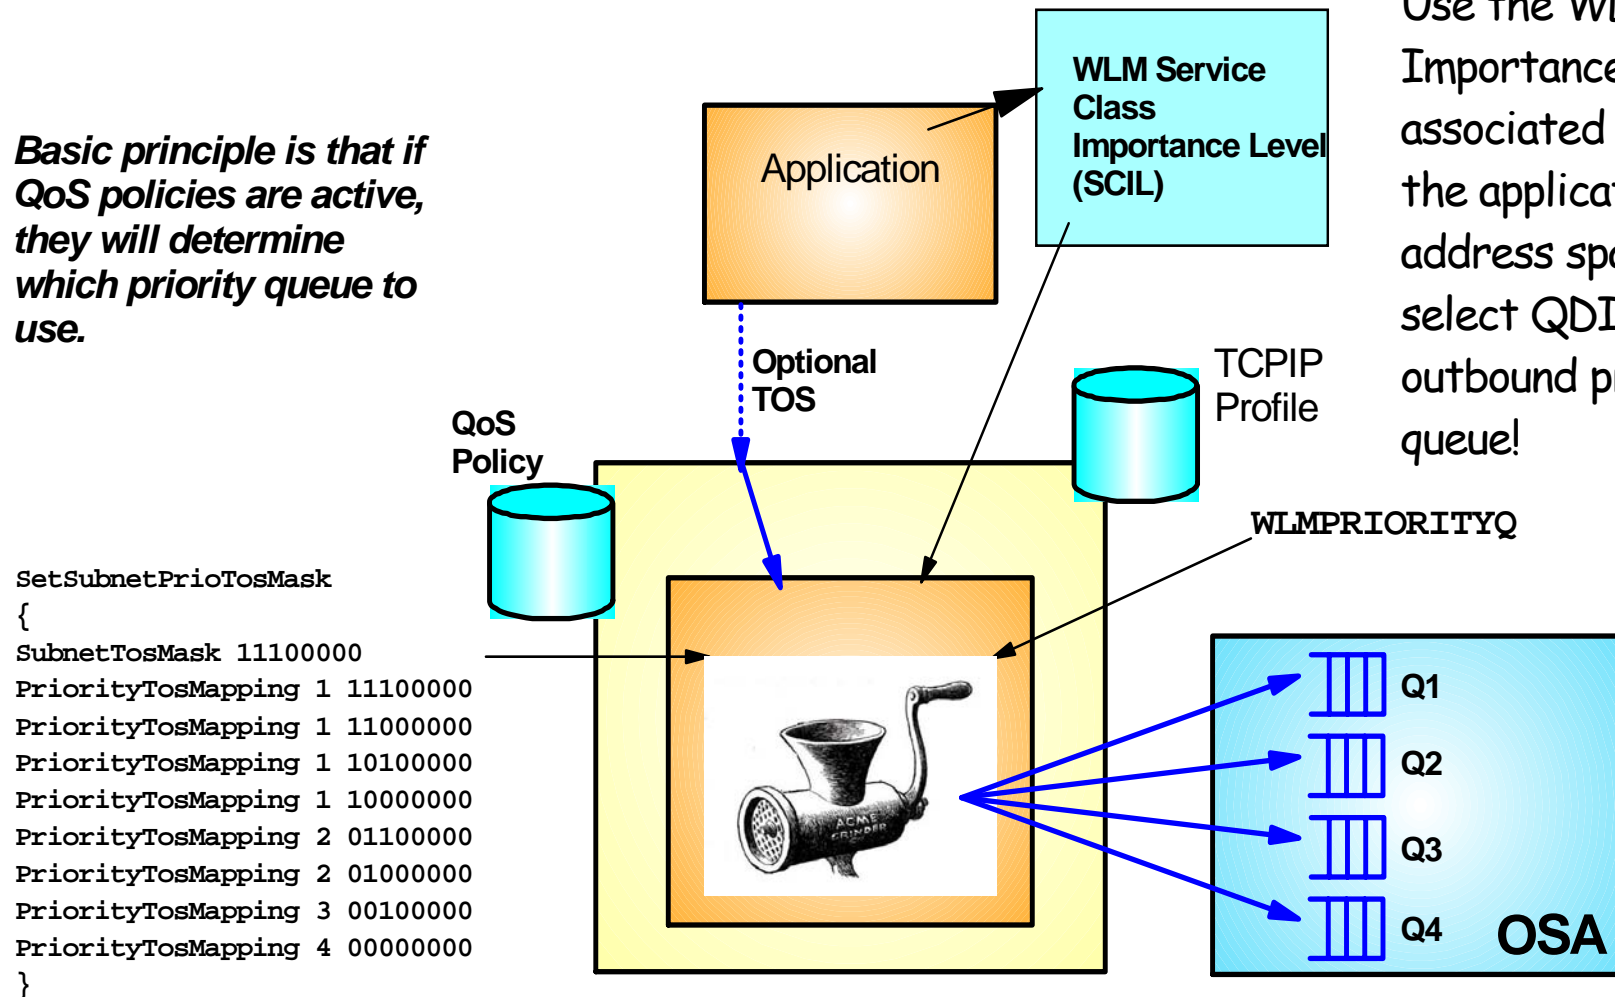 Basic principle is that if
QoS policies are active,
they will determine
which priority queue to
use.
Application
WLM Service
Class
Importance Level
(SCIL)
Use the
Importance
associated
the
address
select
outbound
queue!
Optional
TOS
TCPIP
Profile
QoS
Policy
WLMPRIORITYQ
SetSubnetPrioTosMask
{
SubnetTosMask 11100000
PriorityTosMapping 1 11100000
PriorityTosMapping 1 11000000
PriorityTosMapping 1 10100000
PriorityTosMapping 1 10000000
PriorityTosMapping 2 01100000
PriorityTosMapping 2 01000000
PriorityTosMapping 3 00100000
PriorityTosMapping 4 00000000
}
ACME
GRINDER
Q1
Q2
Q3
Q4
OSA